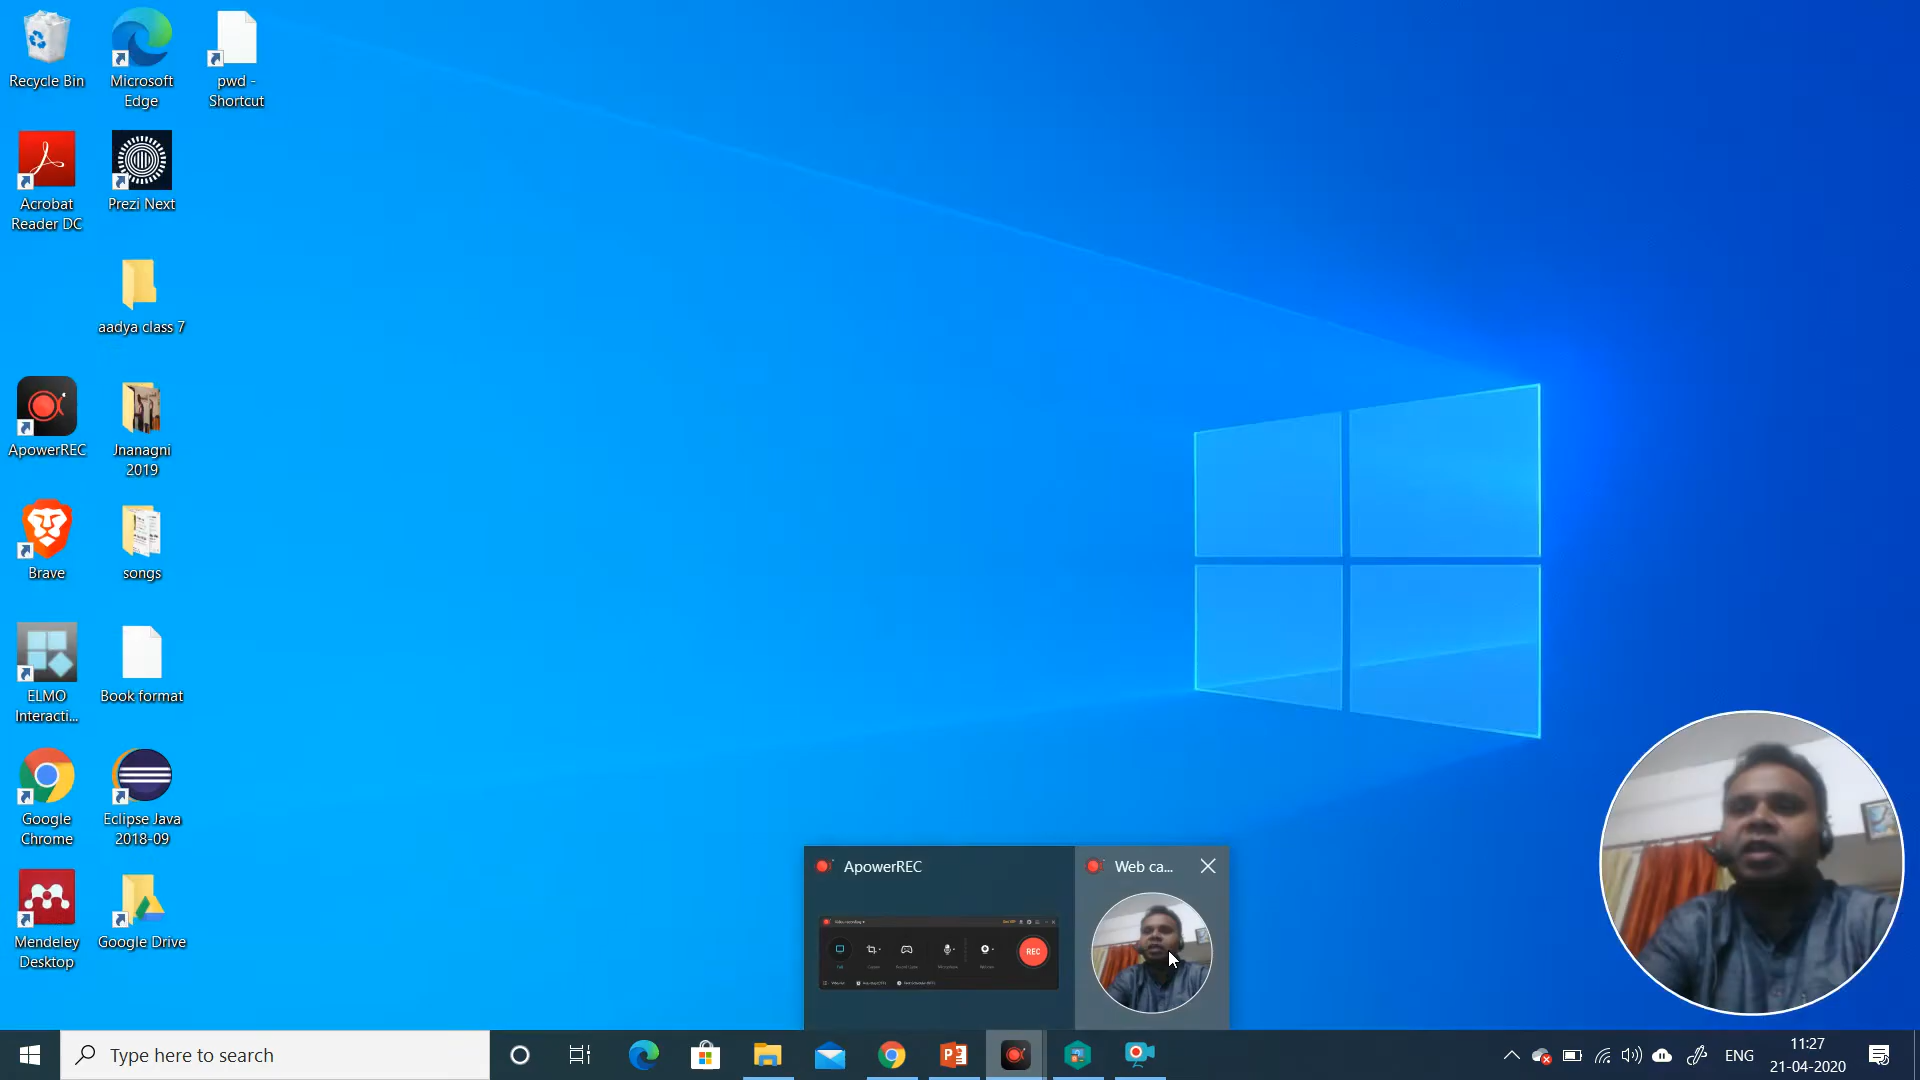 Recycle Bin
Microsoft
Edge
pwd -
Shortcut
Acrobat
Reader DC
Prezi Next
aadya class 7
ApowerREC
Jnanagni
2019
Brave
songs
ELMO
Interacti...
Book format
Google
Chrome
Eclipse Java
2018-09
Mendeley
Desktop
Google Drive
ApowerREC
Web ca...
REC
Type here to search
ENG
11:27
21-04-2020